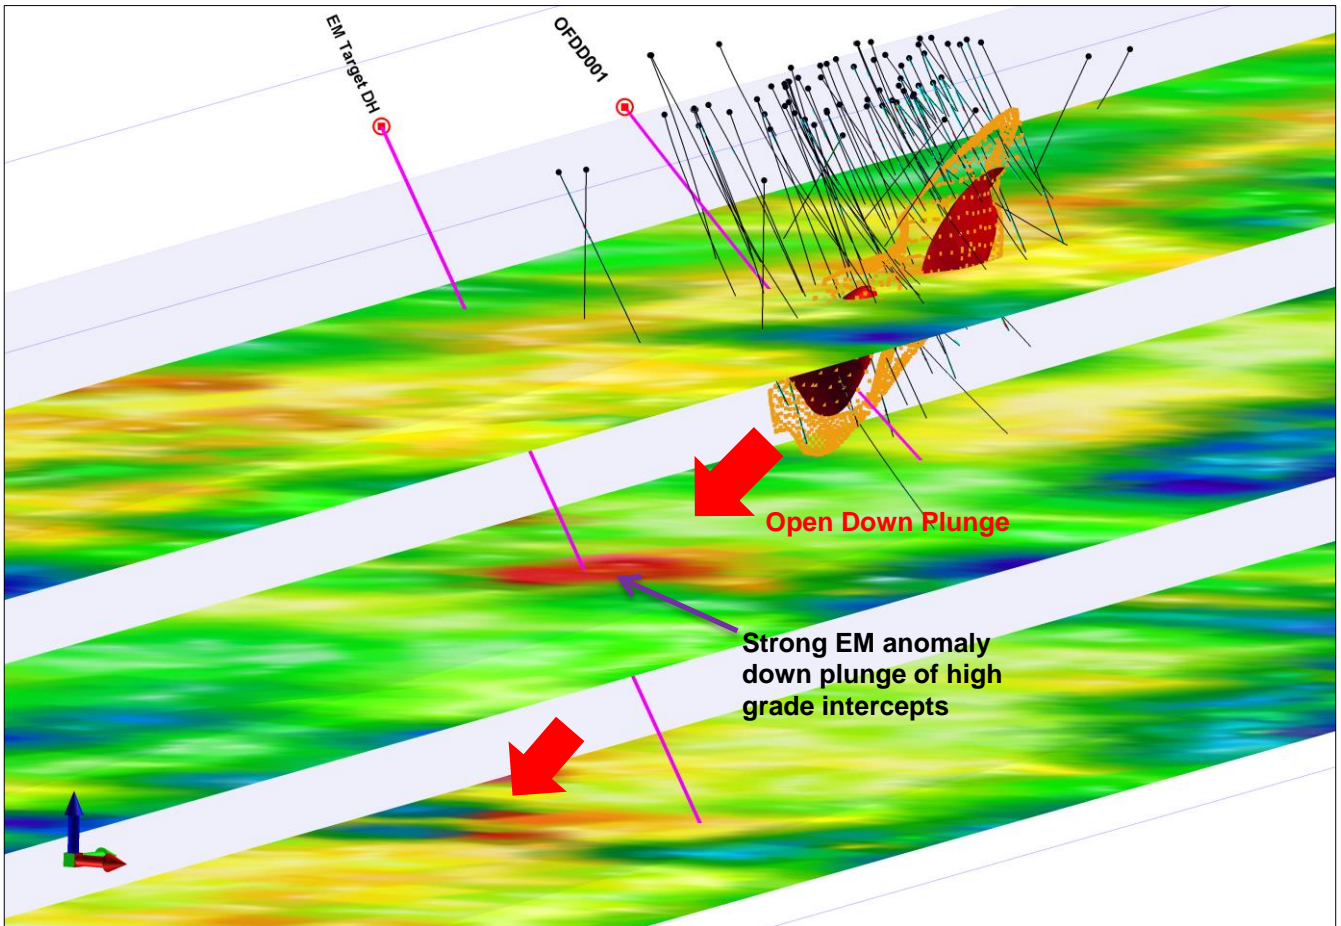 EM Target DH
OFDD001
Open Down Plunge
Strong EM anomaly
down plunge of high
grade intercepts